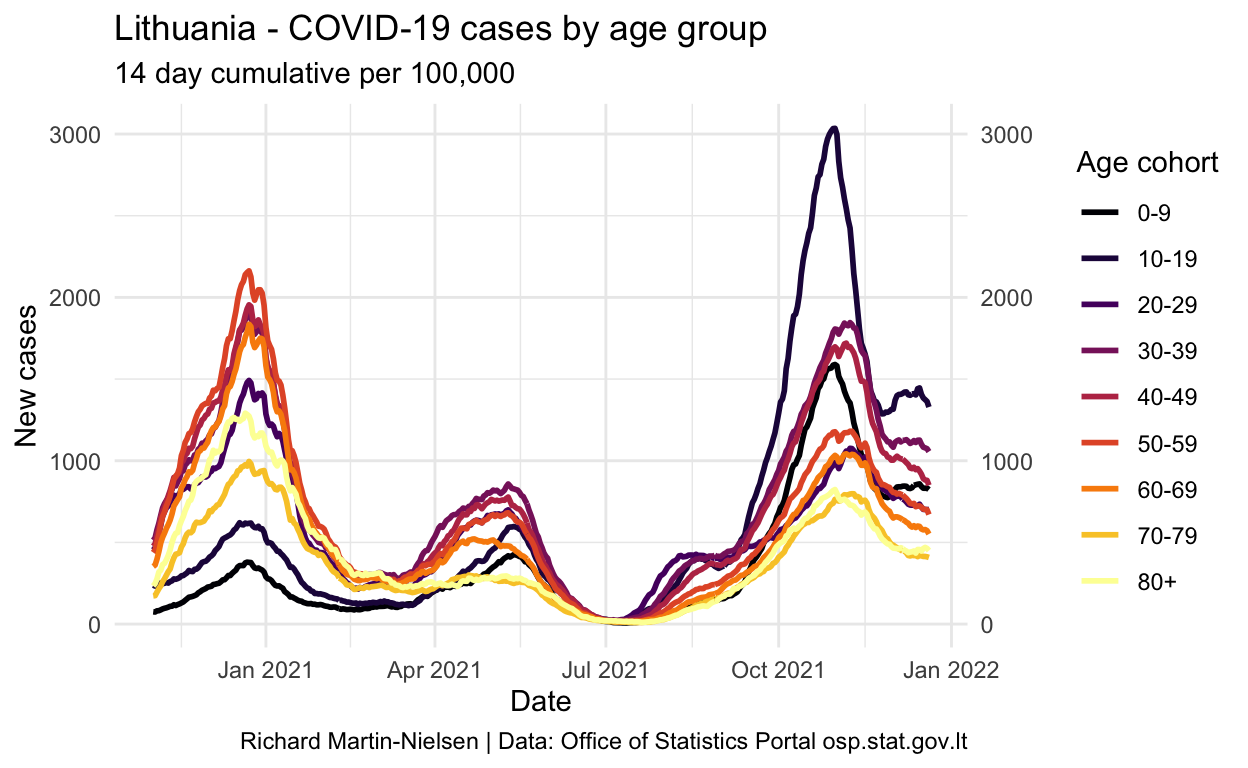 Lithuania - COVID-19 cases by age group
14 day cumulative per 100,000
3000
2000
1000
0
New cases
3000
2000
1000
0
Jan 2021
Apr 2021
Jul 2021
Oct 2021
Jan 2022
Date
Age cohort
0-9
10-19
20-29
30-39
40-49
50-59
60-69
70-79
80+
Richard Martin-Nielsen | Data: Office of Statistics Portal osp.stat.gov.lt